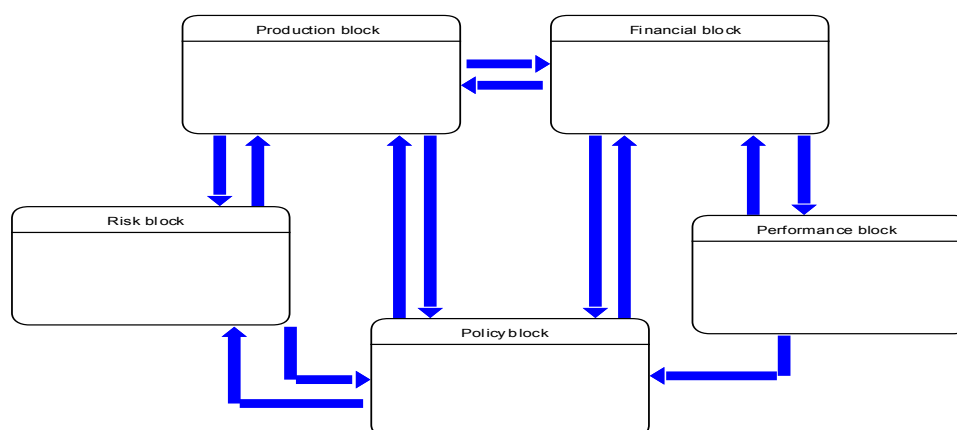 Production block
Financial block
Risk block
Performance block
Policy block